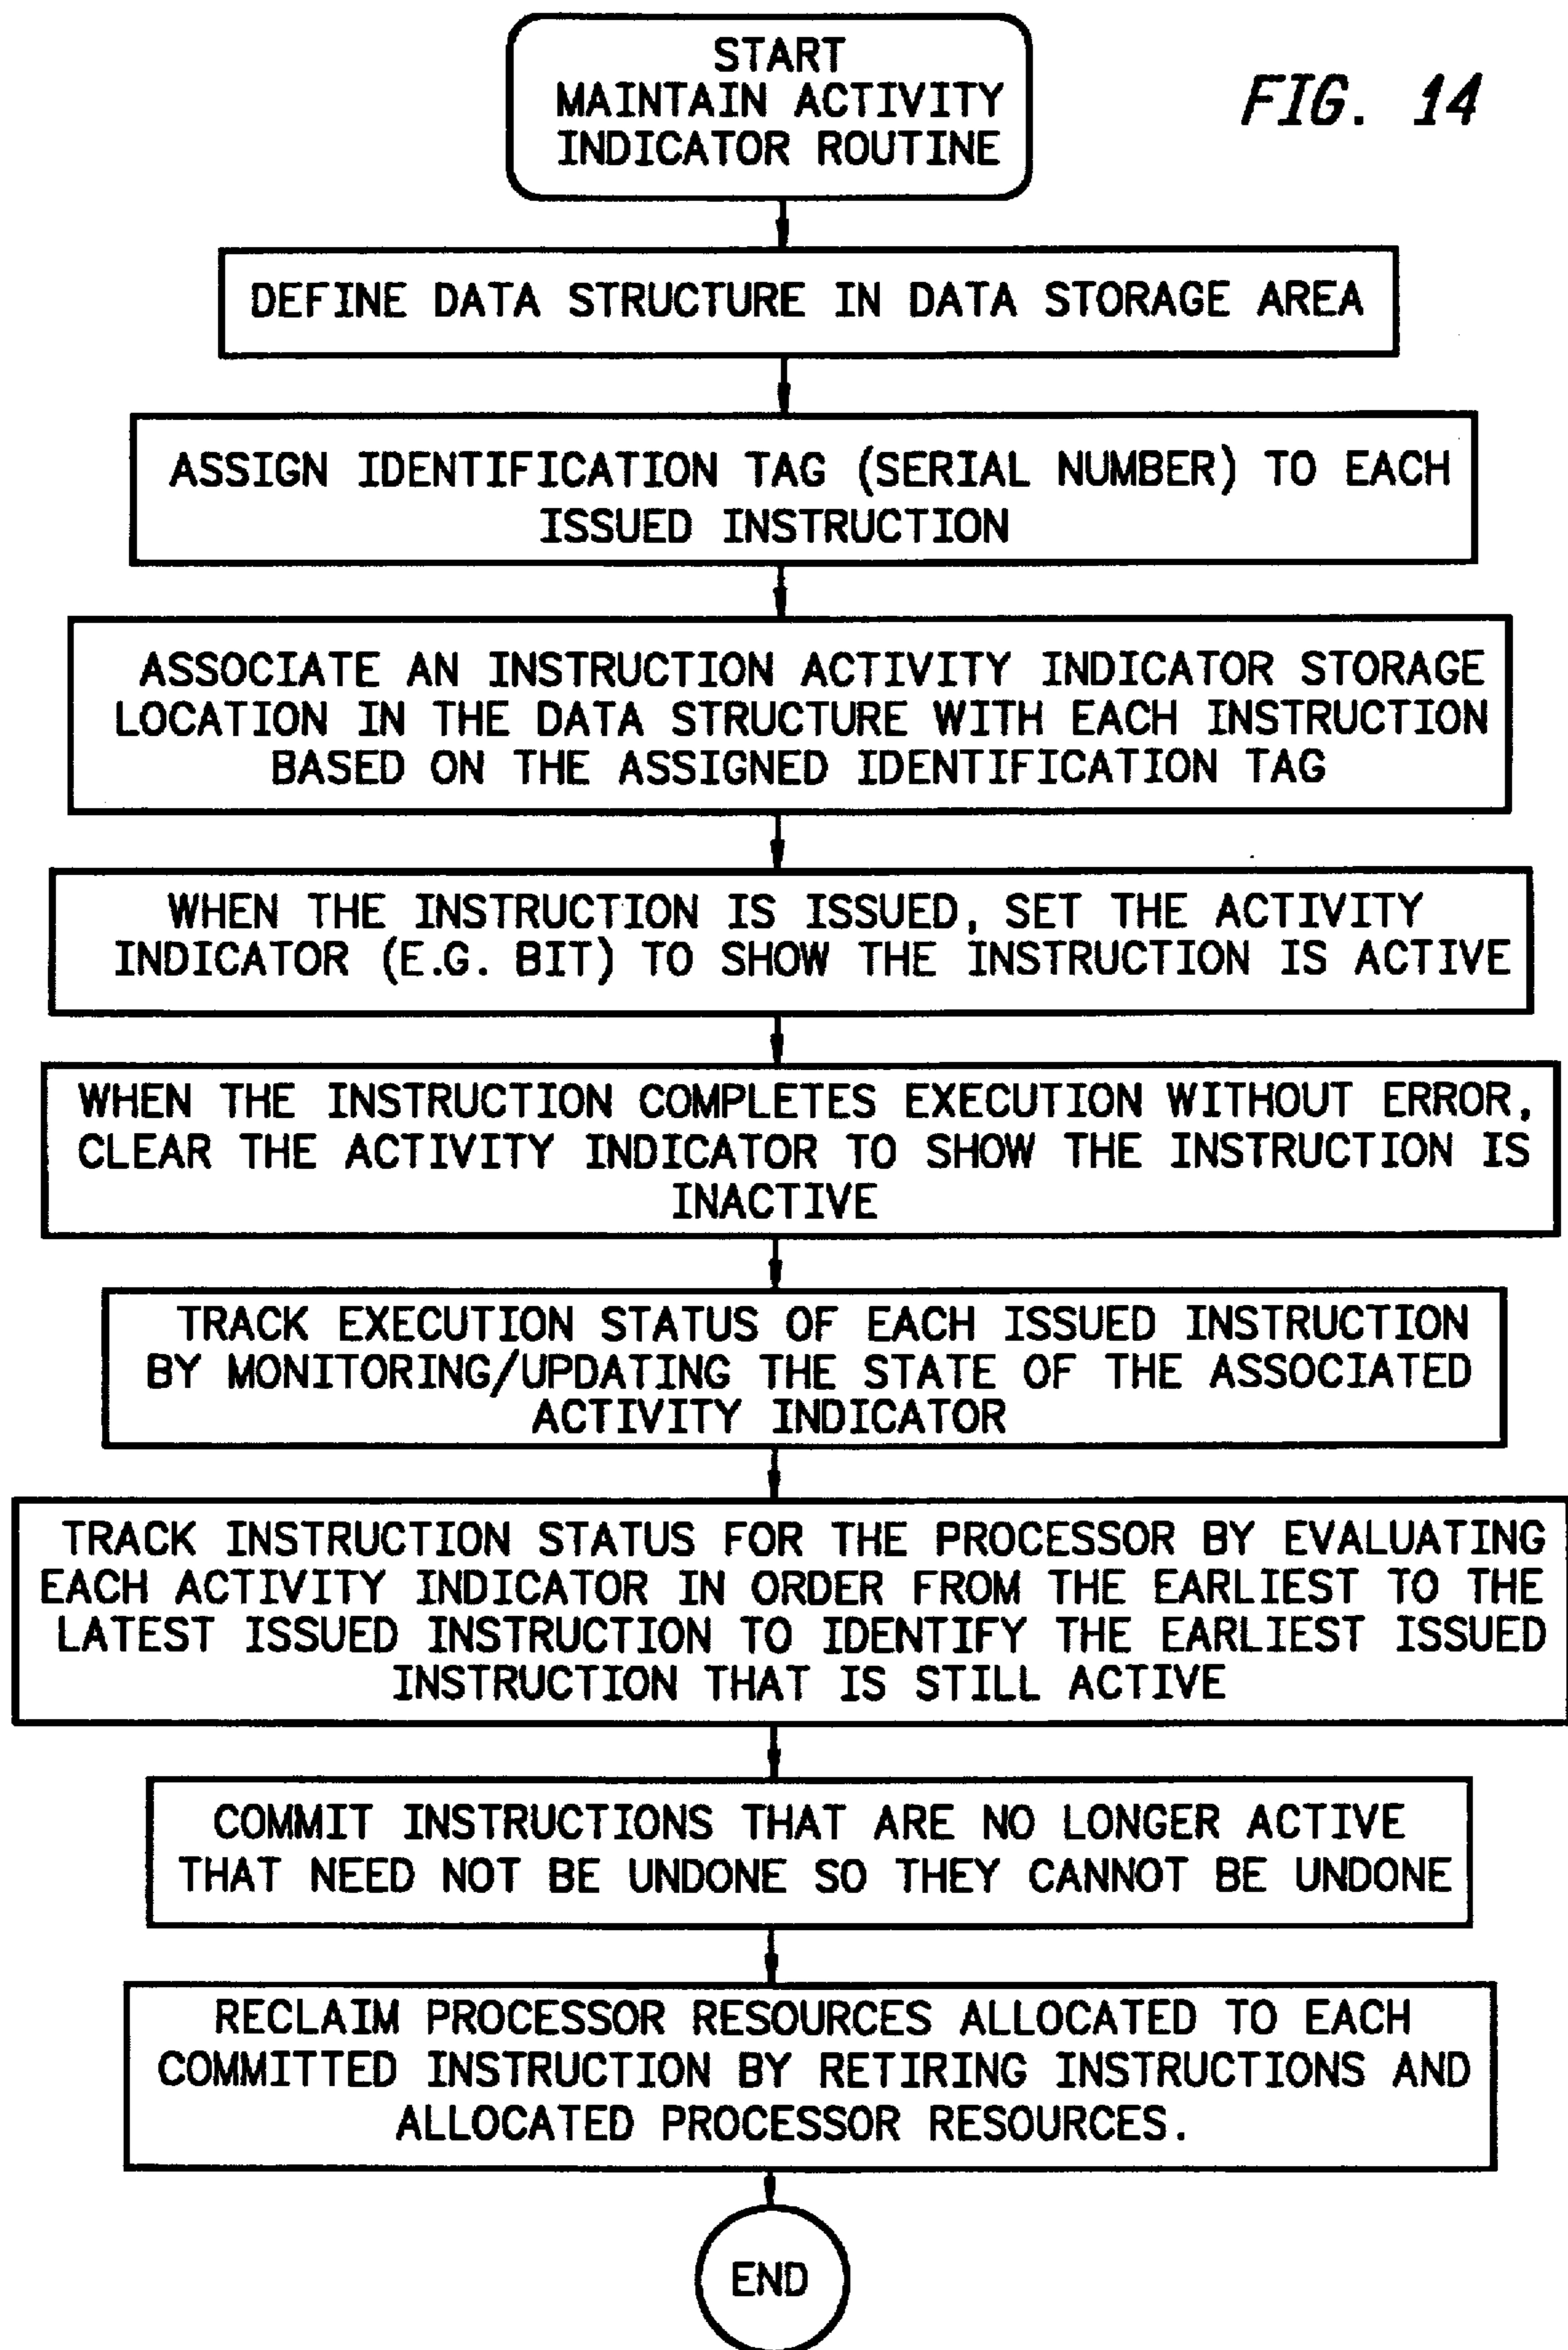 START
MAINTAIN ACTIVITY
INDICATOR ROUTINE
FIG. 14
DEFINE DATA STRUCTURE IN DATA STORAGE AREA
ASSIGN IDENTIFICATION TAG (SERIAL NUMBER) TO EACH
ISSUED INSTRUCTION
ASSOCIATE AN INSTRUCTION ACTIVITY INDICATOR STORAGE
LOCATION IN THE DATA STRUCTURE WITH EACH INSTRUCTION
BASED ON THE ASSIGNED IDENTIFICATION TAG
WHEN THE INSTRUCTION IS ISSUED, SET THE ACTIVITY
INDICATOR (E.G. BIT) TO SHOW THE INSTRUCTION IS ACTIVE
WHEN THE INSTRUCTION COMPLETES EXECUTION WITHOUT ERROR,
CLEAR THE ACTIVITY INDICATOR TO SHOW THE INSTRUCTION IS
INACTIVE
TRACK EXECUTION STATUS OF EACH ISSUED INSTRUCTION
BY MONITORING/UPDATING THE STATE OF THE ASSOCIATED
ACTIVITY INDICATOR
TRACK INSTRUCTION STATUS FOR THE PROCESSOR BY EVALUATING
EACH ACTIVITY INDICATOR IN ORDER FROM THE EARLIEST TO THE
LATEST ISSUED INSTRUCTION TO IDENTIFY THE EARLIEST ISSUED
INSTRUCTION THAT IS STILL ACTIVE
COMMIT INSTRUCTIONS THAT ARE NO LONGER ACTIVE
THAT NEED NOT BE UNDONE SO THEY CANNOT BE UNDONE
RECLAIM PROCESSOR RESOURCES ALLOCATED TO EACH
COMMITTED INSTRUCTION BY RETIRING INSTRUCTIONS AND
ALLOCATED PROCESSOR RESOURCES.
END